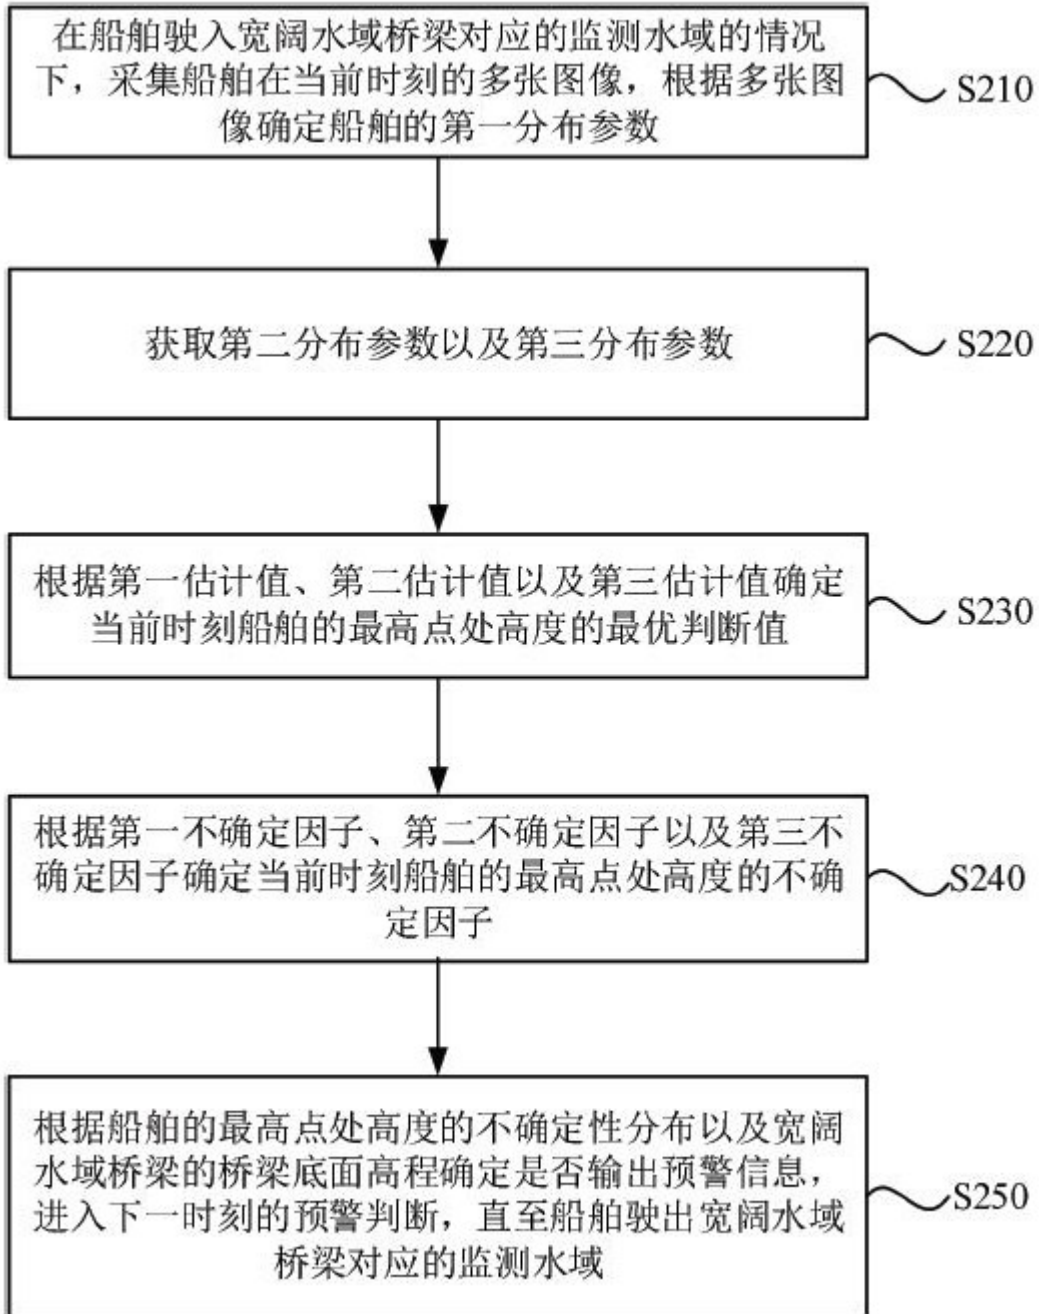 在船舶驶入宽阔水域桥梁对应的监测水域的情况
下，采集船舶在当前时刻的多张图像，根据多张图
像确定船舶的第一分布参数
S210
获取第二分布参数以及第三分布参数
S220
根据第一估计值、第二估计值以及第三估计值确定
当前时刻船舶的最高点处高度的最优判断值
S230
根据第一不确定因子、第二不确定因子以及第三不
确定因子确定当前时刻船舶的最高点处高度的不确
定因子
S240
根据船舶的最高点处高度的不确定性分布以及宽阔
水域桥梁的桥梁底面高程确定是否输出预警信息，
进入下一时刻的预警判断，直至船舶驶出宽阔水域
桥梁对应的监测水域
S250